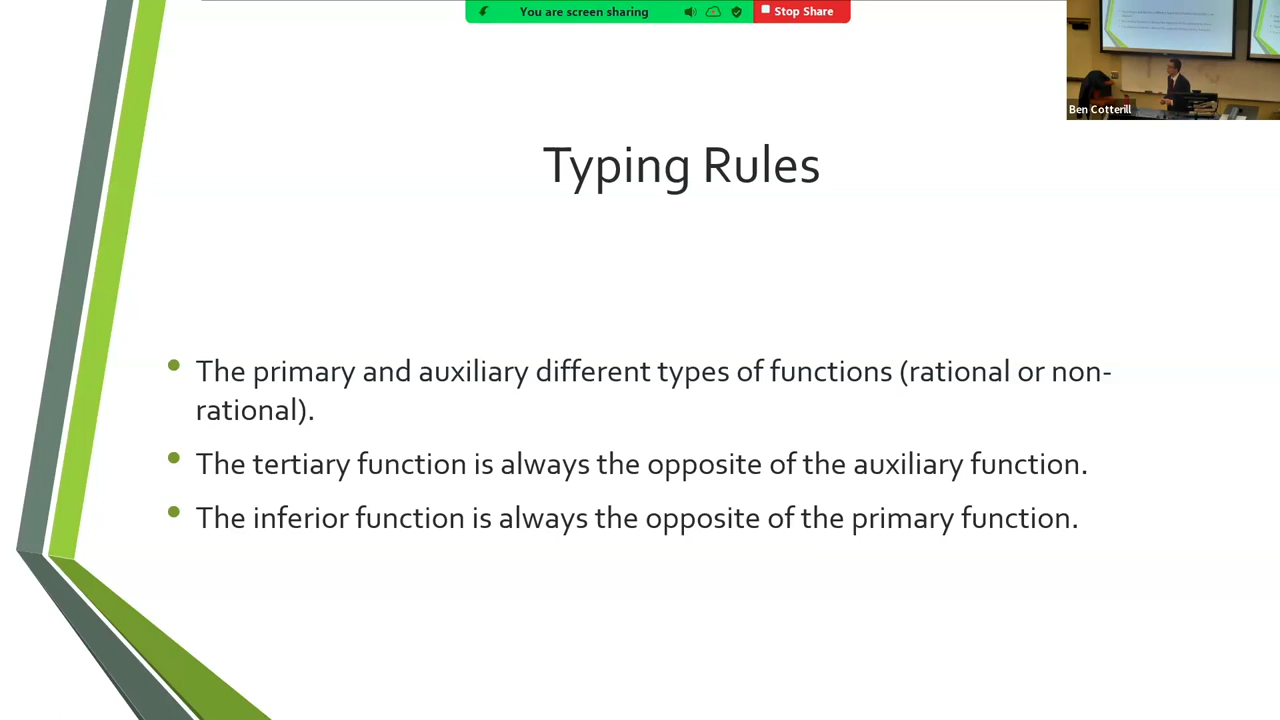 You are screen sharing
Stop Share
Ben Cotterill
Typing Rules
The primary and auxiliary different types of functions (rational or non-
rational).
The tertiary function is always the opposite of the auxiliary function.
The inferior function is always the opposite of the primary function.